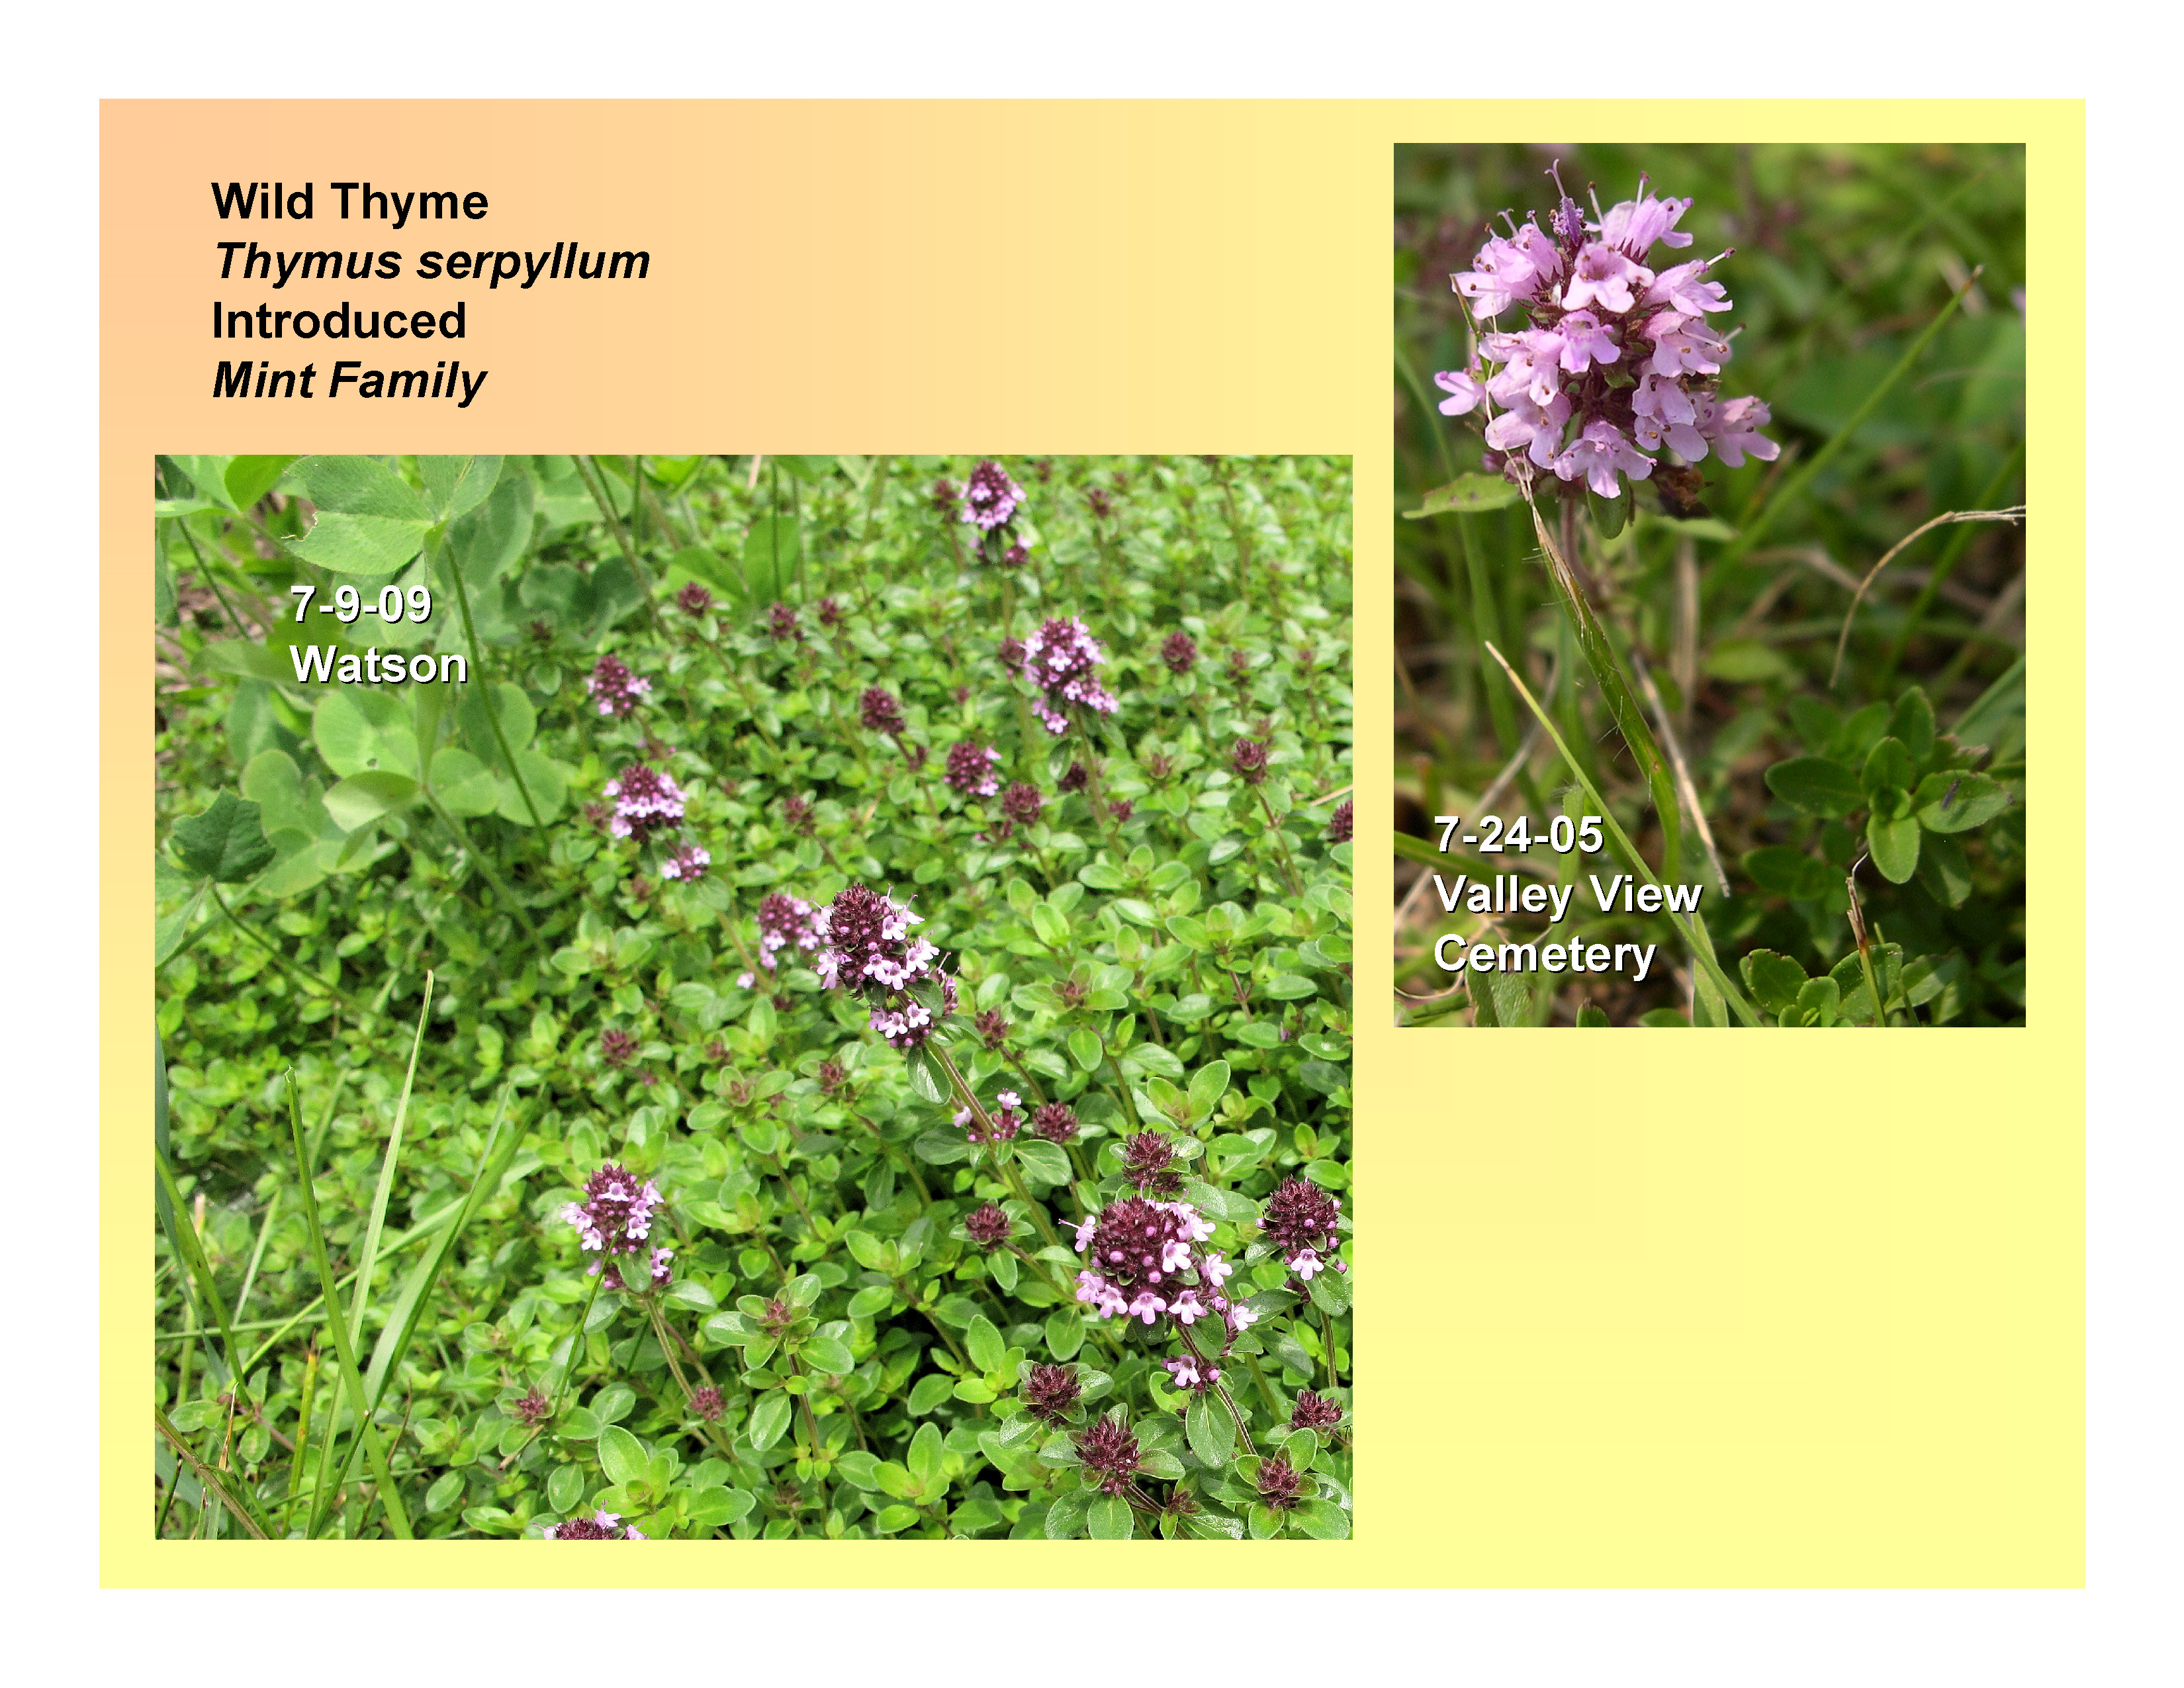 Wild Thyme
Thymus serpyllum
Introduced
Mint Family
7-9-09
Watson
7-24-05
Valley View
Cemetery